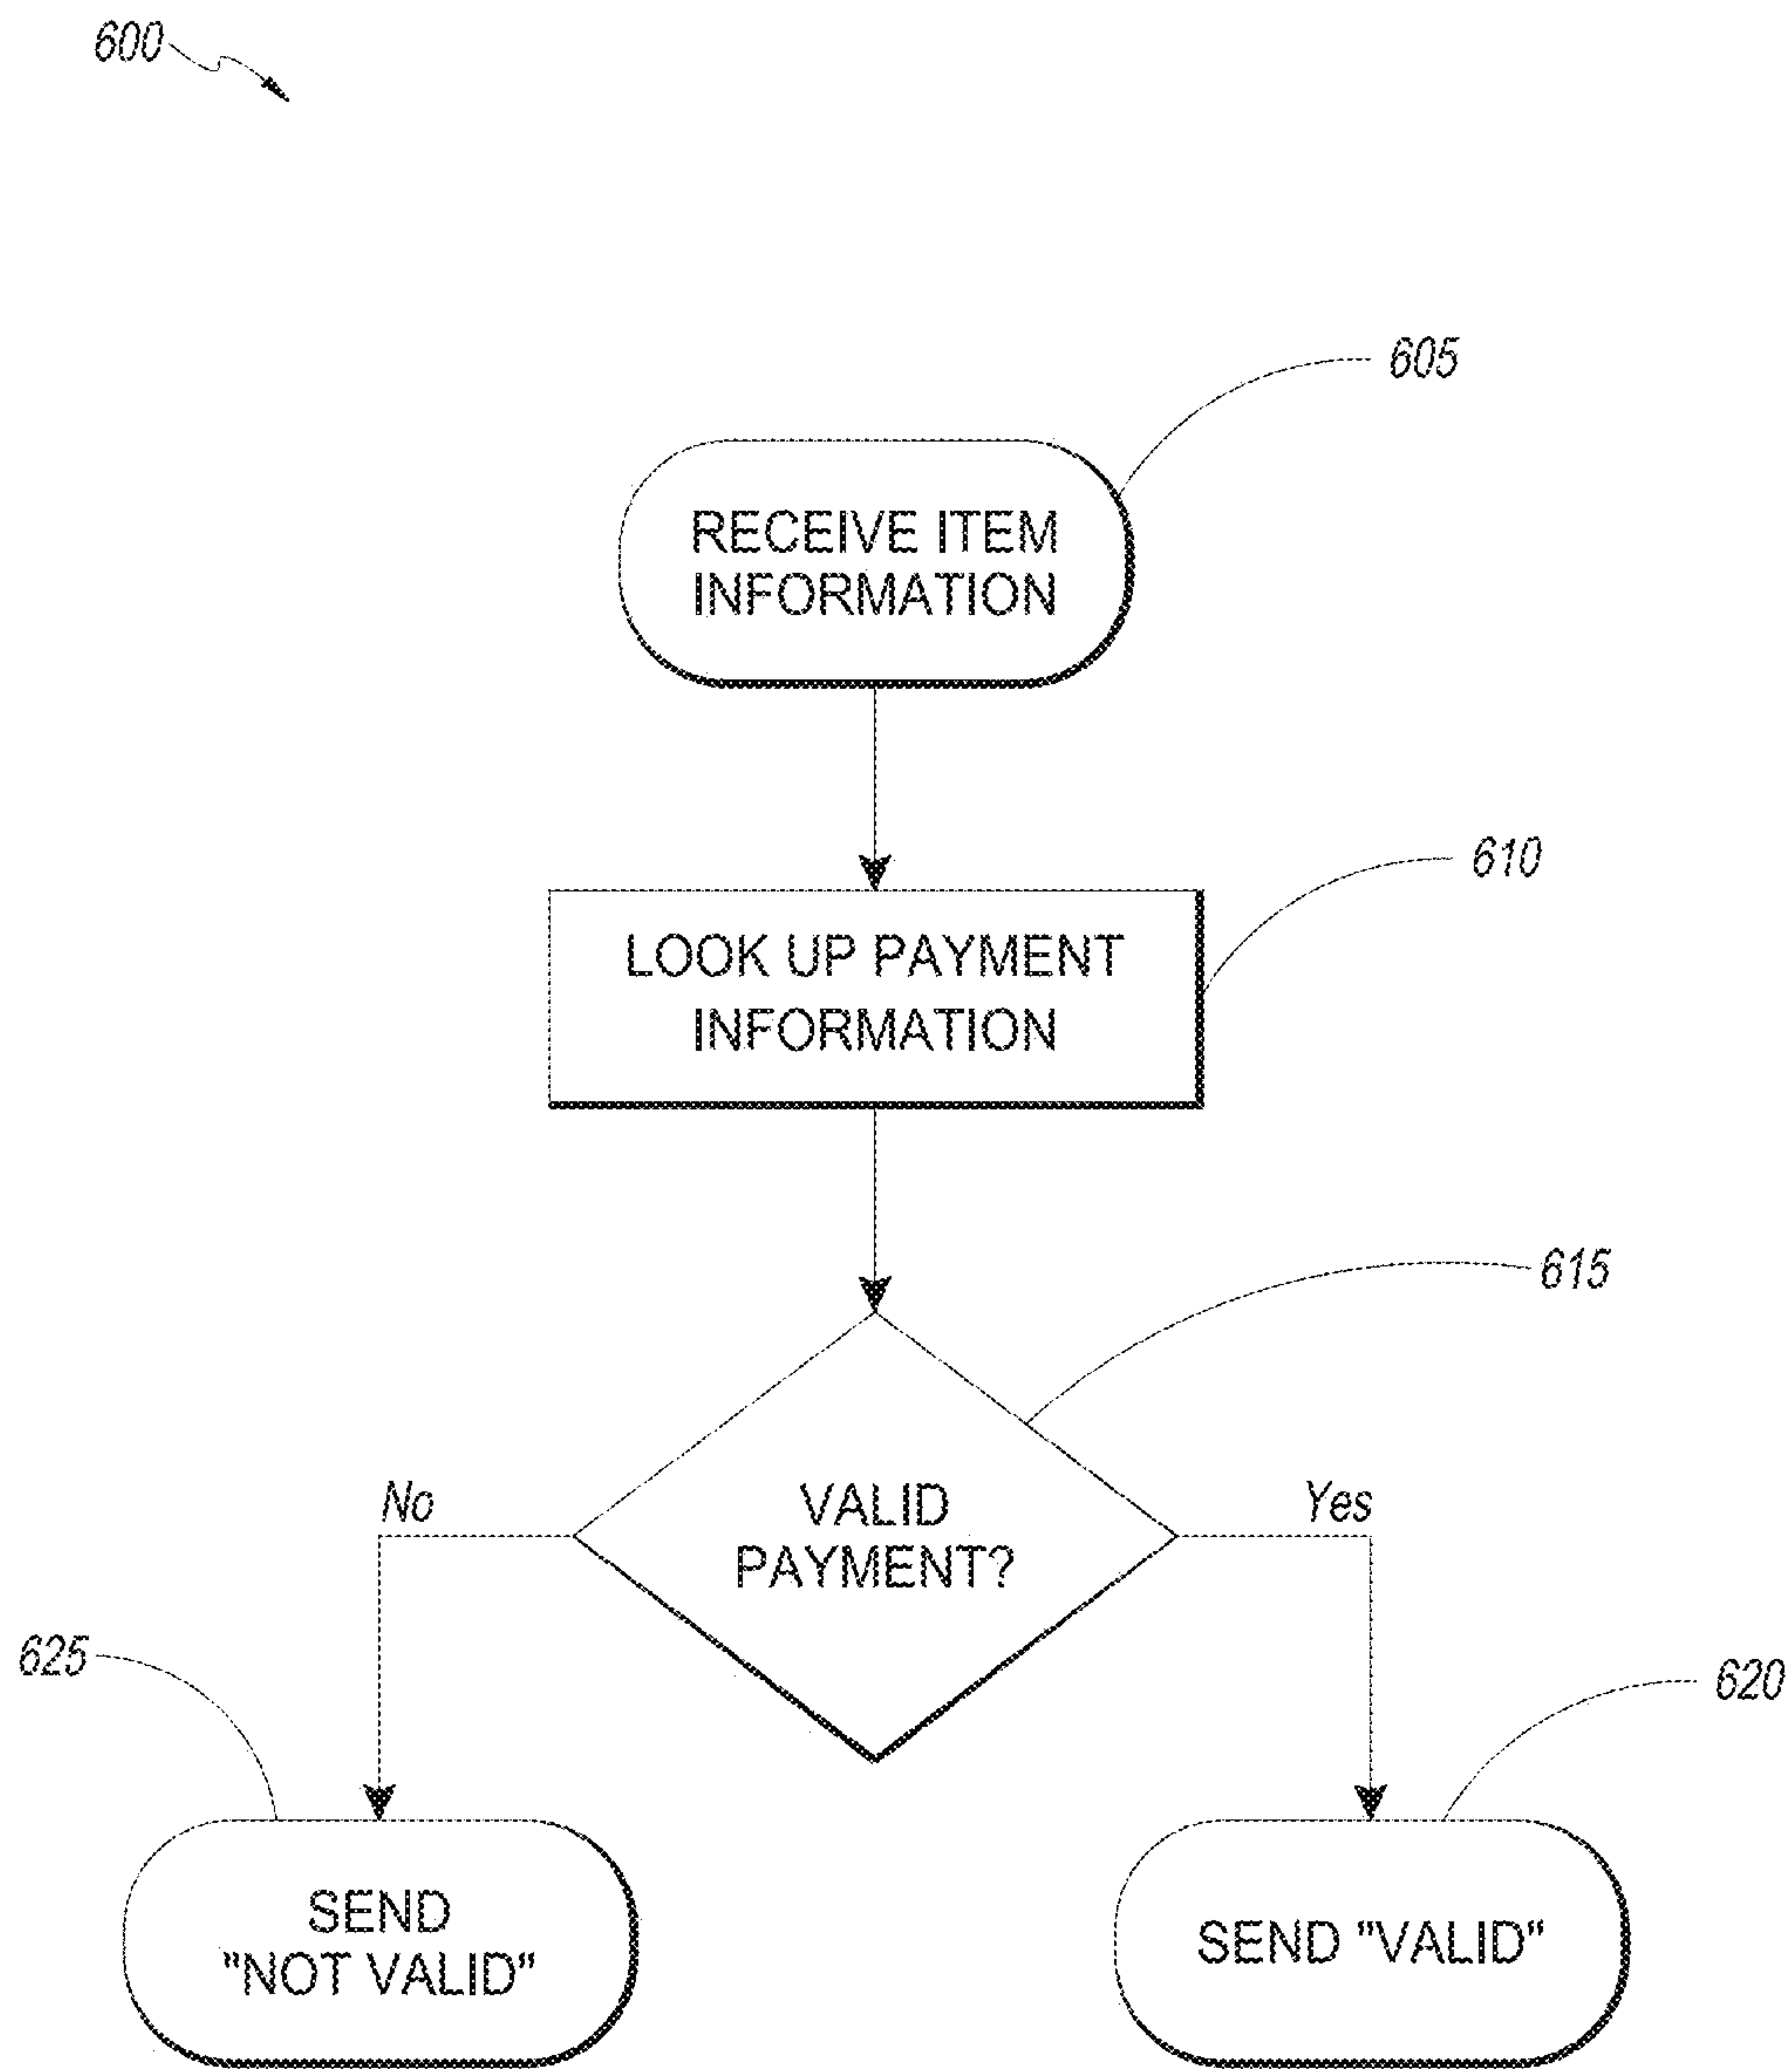 600
605
RECEIVE ITEM
INFORMATION
610
LOOK UP PAYMENT
INFORMATION
615
VALID
PAYMENT?
No
Yes
625
620
SEND
"NOT VALID"
SEND "VALID"